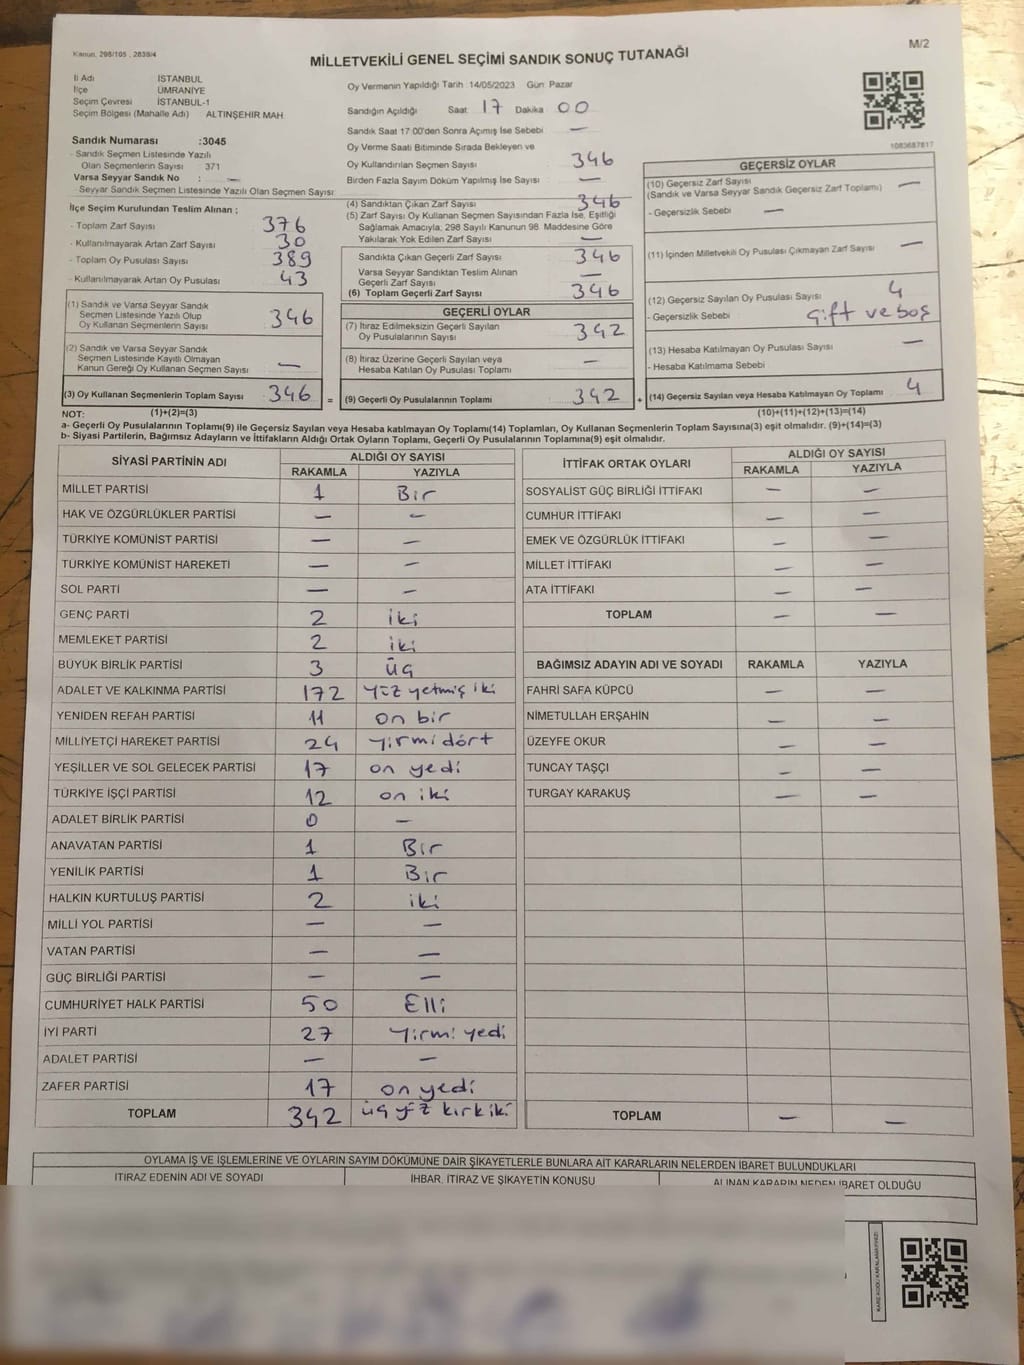 Kanun, 298/105 , 2839/4
M/2
MİLLETVEKİLİ GENEL SEÇİMİ SANDIK SONUÇ TUTANAĞI
İl Adı İSTANBUL
İlçe ÜMRANİYE
Seçim Çevresi İSTANBUL-1
Seçim Bölgesi (Mahalle Adı) ALTINŞEHİR MAH
Sandık Numarası :3045
- Sandık Seçmen Listesinde Yazılı
Olan Seçmenlerin Sayısı 371
Varsa Seyyar Sandık No : —
- Seyyar Sandık Seçmen Listesinde Yazılı Olan Seçmen Sayısı
İlçe Seçim Kurulundan Teslim Alınan ;
- Toplam Zarf Sayısı 376
- Kullanılmayarak Artan Zarf Sayısı 30
- Toplam Oy Pusulası Sayısı 389
- Kullanılmayarak Artan Oy Pusulası 43
(1) Sandık ve Varsa Seyyar Sandık
Seçmen Listesinde Yazılı Olup
Oy Kullanan Seçmenlerin Sayısı 346
(2) Sandık ve Varsa Seyyar Sandık
Seçmen Listesinde Kayıtlı Olmayan
Kanun Gereği Oy Kullanan Seçmen Sayısı —
(3) Oy Kullanan Seçmenlerin Toplam Sayısı 346 =
Oy Vermenin Yapıldığı Tarih :14/05/2023 Gün: Pazar
Sandığın Açıldığı Saat 17 Dakika 00
Sandık Saat 17 00'den Sonra Açılmış İse Sebebi —
Oy Verme Saati Bitiminde Sırada Bekleyen ve
Oy Kullandırılan Seçmen Sayısı 346
Birden Fazla Sayım Döküm Yapılmış İse Sayısı —
(4) Sandıktan Çıkan Zarf Sayısı 346
(5) Zarf Sayısı Oy Kullanan Seçmen Sayısından Fazla İse, Eşitliği
Sağlamak Amacıyla; 298 Sayılı Kanunun 98. Maddesine Göre
Yakılarak Yok Edilen Zarf Sayısı —
Sandıkta Çıkan Geçerli Zarf Sayısı 346
Varsa Seyyar Sandıktan Teslim Alınan
Geçerli Zarf Sayısı —
(6) Toplam Geçerli Zarf Sayısı 346
GEÇERLİ OYLAR
(7) İtiraz Edilmeksizin Geçerli Sayılan
Oy Pusulalarının Sayısı 342
(8) İtiraz Üzerine Geçerli Sayılan veya
Hesaba Katılan Oy Pusulası Toplamı —
(9) Geçerli Oy Pusulalarının Toplamı 342 +
1083687817
GEÇERSİZ OYLAR
(10) Geçersiz Zarf Sayısı —
(Sandık ve Varsa Seyyar Sandık Geçersiz Zarf Toplamı)
- Geçersizlik Sebebi —
(11) İçinden Milletvekili Oy Pusulası Çıkmayan Zarf Sayısı —
(12) Geçersiz Sayılan Oy Pusulası Sayısı 4
- Geçersizlik Sebebi Çift ve boş
(13) Hesaba Katılmayan Oy Pusulası Sayısı —
- Hesaba Katılmama Sebebi
(14) Geçersiz Sayılan veya Hesaba Katılmayan Oy Toplamı 4
NOT: (1)+(2)=(3) (10)+(11)+(12)+(13)=(14)
a- Geçerli Oy Pusulalarının Toplamı(9) ile Geçersiz Sayılan veya Hesaba katılmayan Oy Toplamı(14) Toplamları, Oy Kullanan Seçmenlerin Toplam Sayısına(3) eşit olmalıdır. (9)+(14)=(3)
b- Siyasi Partilerin, Bağımsız Adayların ve İttifakların Aldığı Ortak Oyların Toplamı, Geçerli Oy Pusulalarının Toplamına(9) eşit olmalıdır.
SİYASİ PARTİNİN ADI ALDIĞI OY SAYISI
RAKAMLA YAZIYLA
MİLLET PARTİSİ 1 Bir
HAK VE ÖZGÜRLÜKLER PARTİSİ — —
TÜRKİYE KOMÜNİST PARTİSİ — —
TÜRKİYE KOMÜNİST HAREKETİ — —
SOL PARTİ — —
GENÇ PARTİ 2 iki
MEMLEKET PARTİSİ 2 iki
BÜYÜK BİRLİK PARTİSİ 3 üç
ADALET VE KALKINMA PARTİSİ 172 yüz yetmiş iki
YENİDEN REFAH PARTİSİ 11 on bir
MİLLİYETÇİ HAREKET PARTİSİ 24 yirmi dört
YEŞİLLER VE SOL GELECEK PARTİSİ 17 on yedi
TÜRKİYE İŞÇİ PARTİSİ 12 on iki
ADALET BİRLİK PARTİSİ 0 —
ANAVATAN PARTİSİ 1 Bir
YENİLİK PARTİSİ 1 Bir
HALKIN KURTULUŞ PARTİSİ 2 iki
MİLLİ YOL PARTİSİ — —
VATAN PARTİSİ — —
GÜÇ BİRLİĞİ PARTİSİ — —
CUMHURİYET HALK PARTİSİ 50 Elli
İYİ PARTİ 27 Yirmi yedi
ADALET PARTİSİ — —
ZAFER PARTİSİ 17 on yedi
TOPLAM 342 üç yüz kırk iki
İTTİFAK ORTAK OYLARI ALDIĞI OY SAYISI
RAKAMLA YAZIYLA
SOSYALİST GÜÇ BİRLİĞİ İTTİFAKI — —
CUMHUR İTTİFAKI — —
EMEK VE ÖZGÜRLÜK İTTİFAKI — —
MİLLET İTTİFAKI — —
ATA İTTİFAKI — —
TOPLAM — —
BAĞIMSIZ ADAYIN ADI VE SOYADI RAKAMLA YAZIYLA
FAHRİ SAFA KÜPCÜ — —
NİMETULLAH ERŞAHİN — —
ÜZEYFE OKUR — —
TUNCAY TAŞÇI — —
TURGAY KARAKUŞ — —
TOPLAM — —
OYLAMA İŞ VE İŞLEMLERİNE VE OYLARIN SAYIM DÖKÜMÜNE DAİR ŞİKAYETLERLE BUNLARA AİT KARARLARIN NELERDEN İBARET BULUNDUKLARI
İTİRAZ EDENİN ADI VE SOYADI İHBAR, İTİRAZ VE ŞİKAYETİN KONUSU ALINAN KARARIN NEDEN İBARET OLDUĞU
KAREKODU KARALAMAYINIZ!